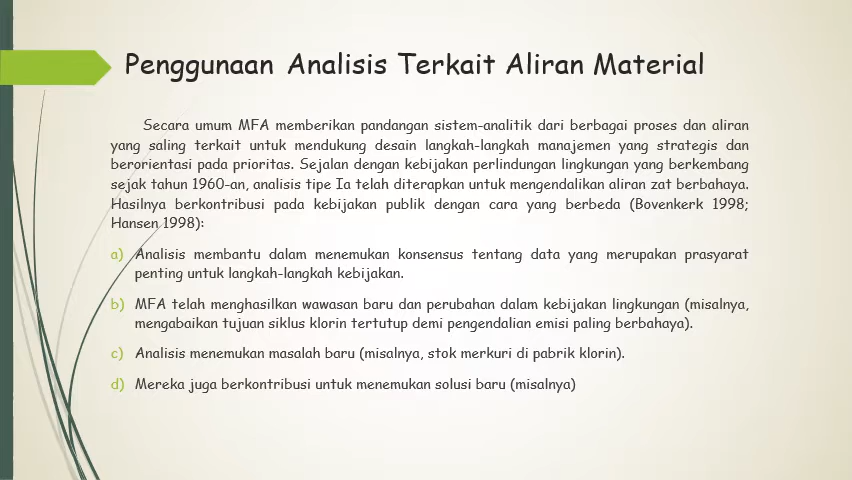 Penggunaan Analisis Terkait Aliran Material
Secara umum MFA memberikan pandangan sistem-analitik dari berbagai proses dan aliran
yang saling terkait untuk mendukung desain langkah-langkah manajemen yang strategis dan
berorientasi pada prioritas. Sejalan dengan kebijakan perlindungan lingkungan yang berkembang
sejak tahun 1960-an, analisis tipe Ia telah diterapkan untuk mengendalikan aliran zat berbahaya.
Hasilnya berkontribusi pada kebijakan publik dengan cara yang berbeda (Bovenkerk 1998;
Hansen 1998):
a) Analisis membantu dalam menemukan konsensus tentang data yang merupakan prasyarat
penting untuk langkah-langkah kebijakan.
b) MFA telah menghasilkan wawasan baru dan perubahan dalam kebijakan lingkungan (misalnya,
mengabaikan tujuan siklus klorin tertutup demi pengendalian emisi paling berbahaya).
c) Analisis menemukan masalah baru (misalnya, stok merkuri di pabrik klorin).
d) Mereka juga berkontribusi untuk menemukan solusi baru (misalnya)